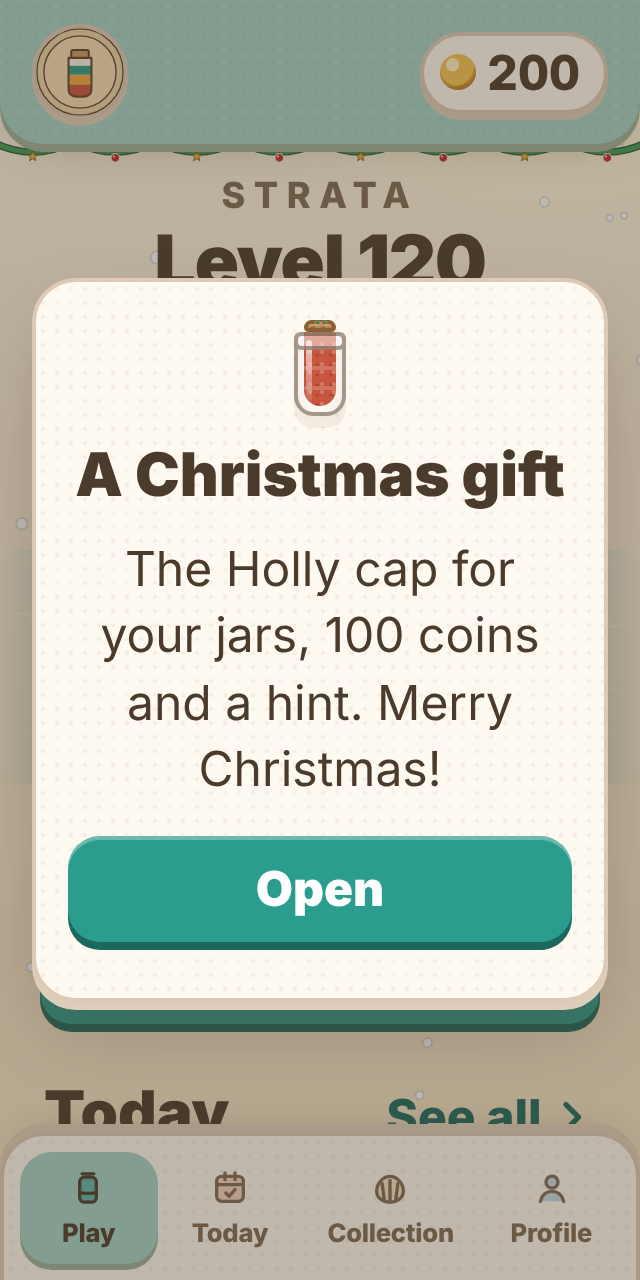 200
STRATA
Level 120
A Christmas gift
The Holly cap for
your jars, 100 coins
and a hint. Merry
Christmas!
Open
Today
See all
Play
Today
Collection
Profile